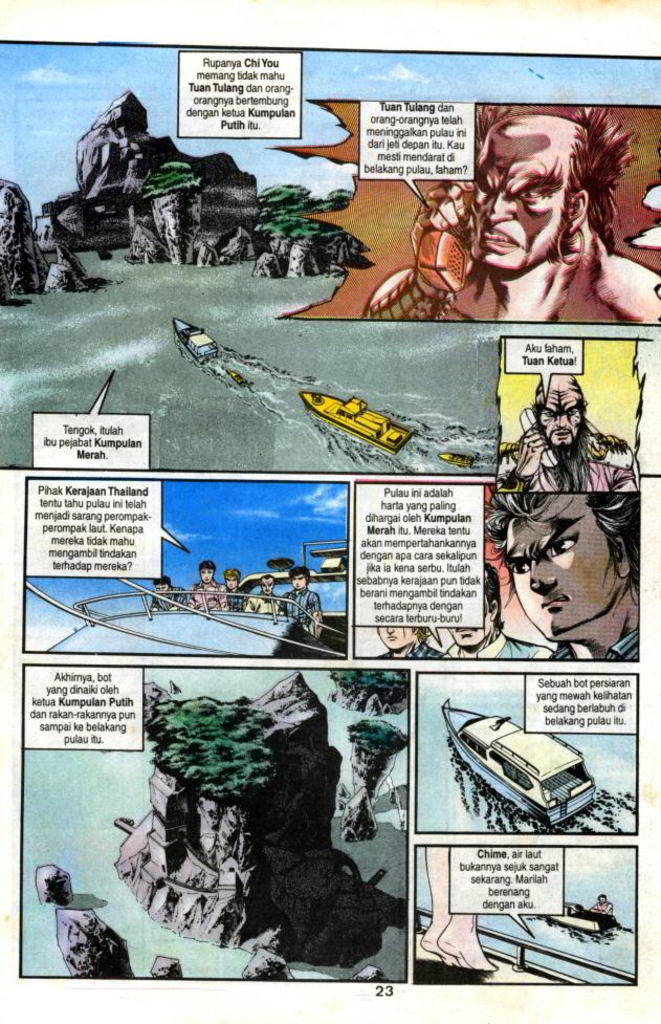 Rupanya Chi You
memang tidak mahu
Tuan Tulang dan orang-
orangnya bertembung
dengan ketua Kumpulan
Putih itu.
Tuan Tulang dan
orang-orangnya telah
meninggalkan pulau ini
dari jeti depan itu. Kau
mesti mendarat di
belakang pulau, faham?
Aku faham,
Tuan Ketua!
Tengok, itulah
ibu pejabat Kumpulan
Merah.
Pihak Kerajaan Thailand
tentu tahu pulau ini telah
menjadi sarang perompak-
perompak laut. Kenapa
mereka tidak mahu
mengambil tindakan
terhadap mereka?
Pulau ini adalah
harta yang paling
dihargai oleh Kumpulan
Merah itu. Mereka tentu
akan mempertahankannya
dengan apa cara sekalipun
jika ia kena serbu. Itulah
sebabnya kerajaan pun tidak
berani mengambil tindakan
terhadapnya dengan
secara terburu-buru!
Akhirnya, bot
yang dinaiki oleh
ketua Kumpulan Putih
dan rakan-rakannya pun
sampai ke belakang
pulau itu.
Sebuah bot persiaran
yang mewah kelihatan
sedang berlabuh di
belakang pulau itu.
Chime, air laut
bukannya sejuk sangat
sekarang. Marilah
berenang
dengan aku.
23